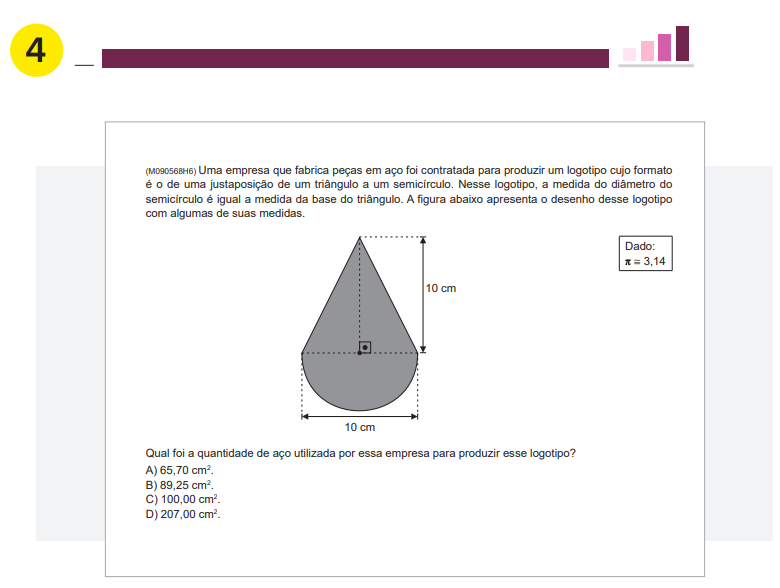 4
(M090568H6) Uma empresa que fabrica peças em aço foi contratada para produzir um logotipo cujo formato
é o de uma justaposição de um triângulo a um semicírculo. Nesse logotipo, a medida do diâmetro do
semicírculo é igual a medida da base do triângulo. A figura abaixo apresenta o desenho desse logotipo
com algumas de suas medidas.
Dado:
π ≅ 3,14
10 cm
10 cm
Qual foi a quantidade de aço utilizada por essa empresa para produzir esse logotipo?
A) 65,70 cm².
B) 89,25 cm².
C) 100,00 cm².
D) 207,00 cm².